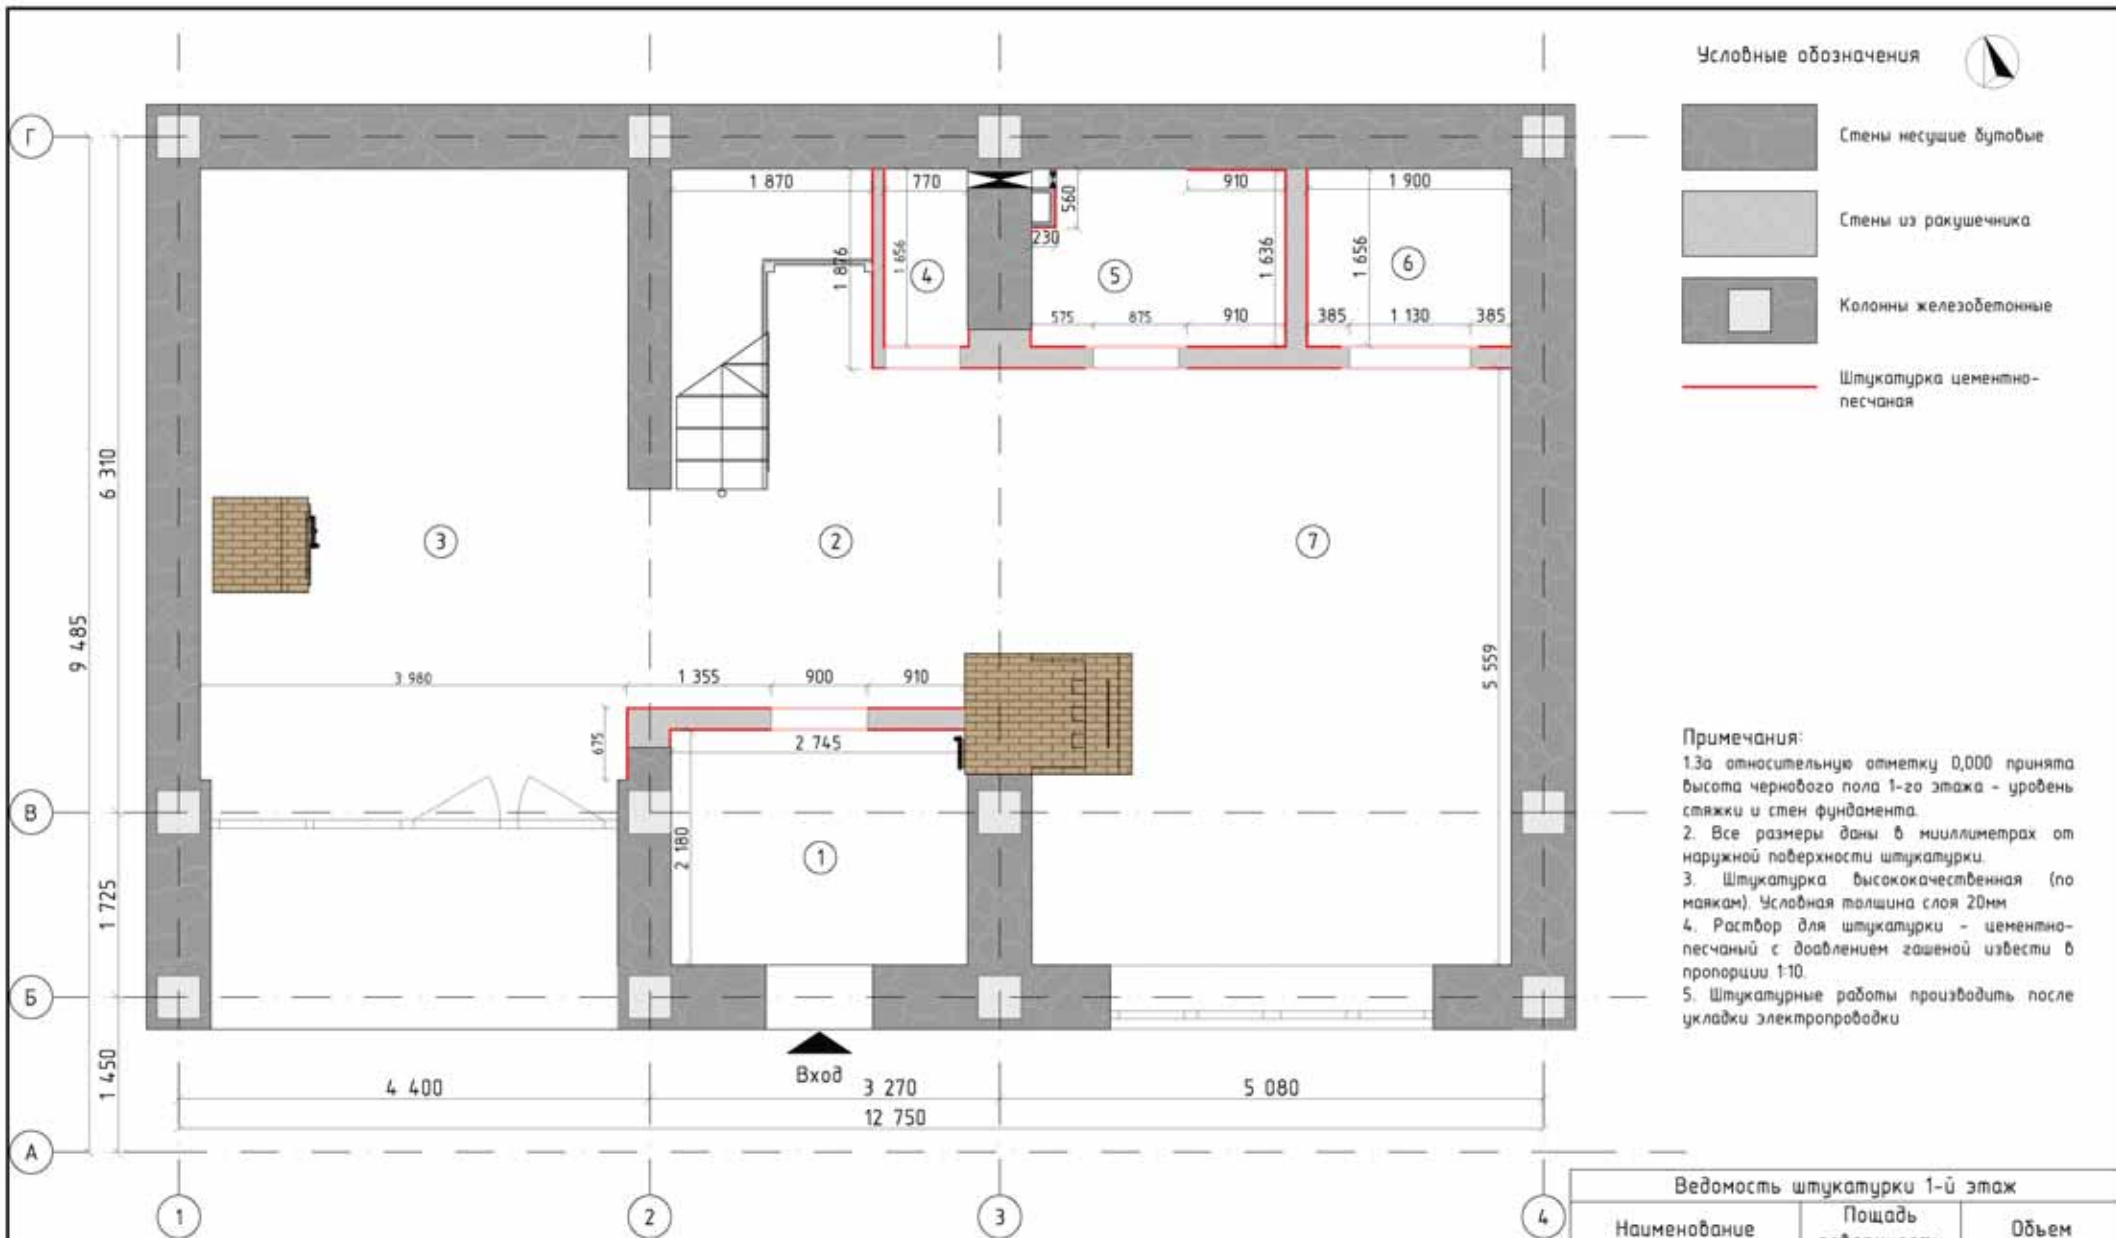 Условные обозначения
Г
Стены несущие бутовые
1 870
770
910
1 900
560
230
Стены из ракушечника
1 876
1 656
4
5
1 636
1 656
6
Колонны железобетонные
575
875
910
385
1 130
385
Штукатурка цементно-
песчаная
6 310
3
2
7
9 485
5 559
3 980
1 355
900
910
675
2 745
Примечания:
1.За относительную отметку 0,000 принята
высота чернового пола 1-го этажа - уровень
стяжки и стен фундамента.
2. Все размеры даны в мииллиметрах от
наружной поверхности штукатурки.
3. Штукатурка высококачественная (по
маякам). Условная толщина слоя 20мм
4. Раствор для штукатурки - цементно-
песчаный с доавлением гашеной извести в
пропорции 1:10.
5. Штукатурные работы производить после
укладки электропроводки
В
2 180
1
1 725
Б
1 450
Вход
4 400
3 270
5 080
12 750
А
Ведомость штукатурки 1-й этаж
1
2
3
4
Наименование
Пощадь
Объем